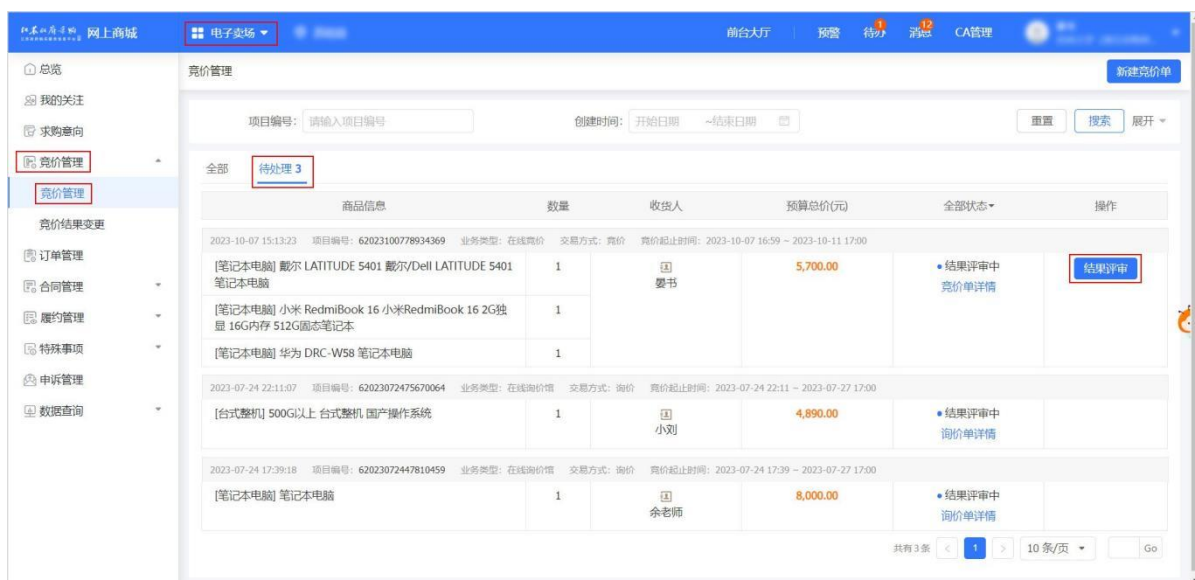 网上商城
电子卖场
前台大厅
预警
待办
1
消息
12
CA管理
总览
我的关注
求购意向
竞价管理
竞价管理
竞价结果变更
订单管理
合同管理
履约管理
特殊事项
申诉管理
数据查询
竞价管理
新建竞价单
项目编号：
请输入项目编号
创建时间：
开始日期 ~结束日期
重置
搜索
展开
全部
待处理 3
商品信息 数量 收货人 预算总价(元) 全部状态 操作
2023-10-07 15:13:23 项目编号：62023100778934369 业务类型：在线竞价 交易方式：竞价 竞价起止时间：2023-10-07 16:59 ~ 2023-10-11 17:00
[笔记本电脑] 戴尔 LATITUDE 5401 戴尔/Dell LATITUDE 5401
笔记本电脑
1
晏书
5,700.00
结果评审中
竞价单详情
结果评审
[笔记本电脑] 小米 RedmiBook 16 小米RedmiBook 16 2G独
显 16G内存 512G固态笔记本
1
[笔记本电脑] 华为 DRC-W58 笔记本电脑
1
2023-07-24 22:11:07 项目编号：62023072475670064 业务类型：在线询价馆 交易方式：询价 竞价起止时间：2023-07-24 22:11 ~ 2023-07-27 17:00
[台式整机] 500G以上 台式整机 国产操作系统
1
小刘
4,890.00
结果评审中
询价单详情
2023-07-24 17:39:18 项目编号：62023072447810459 业务类型：在线询价馆 交易方式：询价 竞价起止时间：2023-07-24 17:39 ~ 2023-07-27 17:00
[笔记本电脑] 笔记本电脑
1
余老师
8,000.00
结果评审中
询价单详情
共有3条
<
1
>
10 条/页
Go